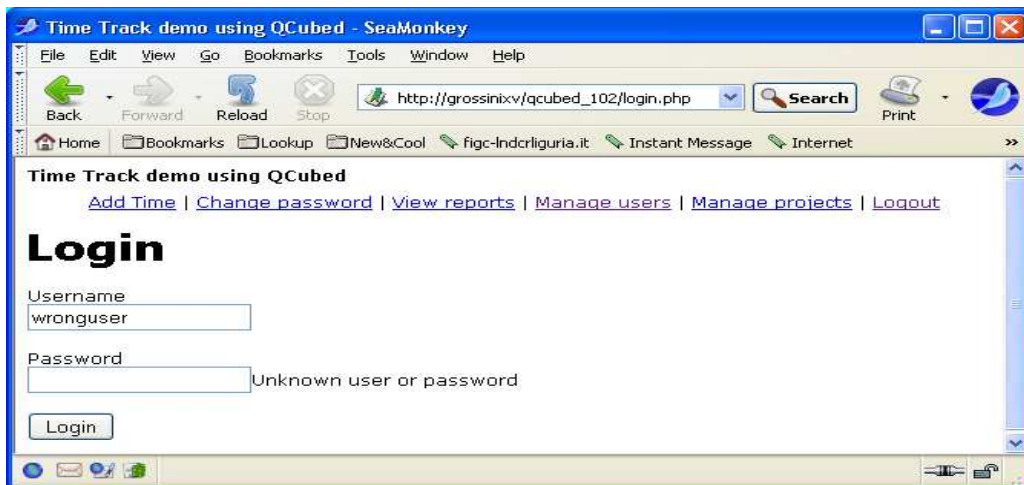 Time Track demo using QCubed - SeaMonkey
File Edit View Go Bookmarks Tools Window Help
Back Forward Reload Stop http://grossinixv/qcubed_102/login.php Search Print
Home Bookmarks Lookup New&Cool figc-lndcrliguria.it Instant Message Internet »
Time Track demo using QCubed
Add Time | Change password | View reports | Manage users | Manage projects | Logout
Login
Username
wronguser
Password
Unknown user or password
Login